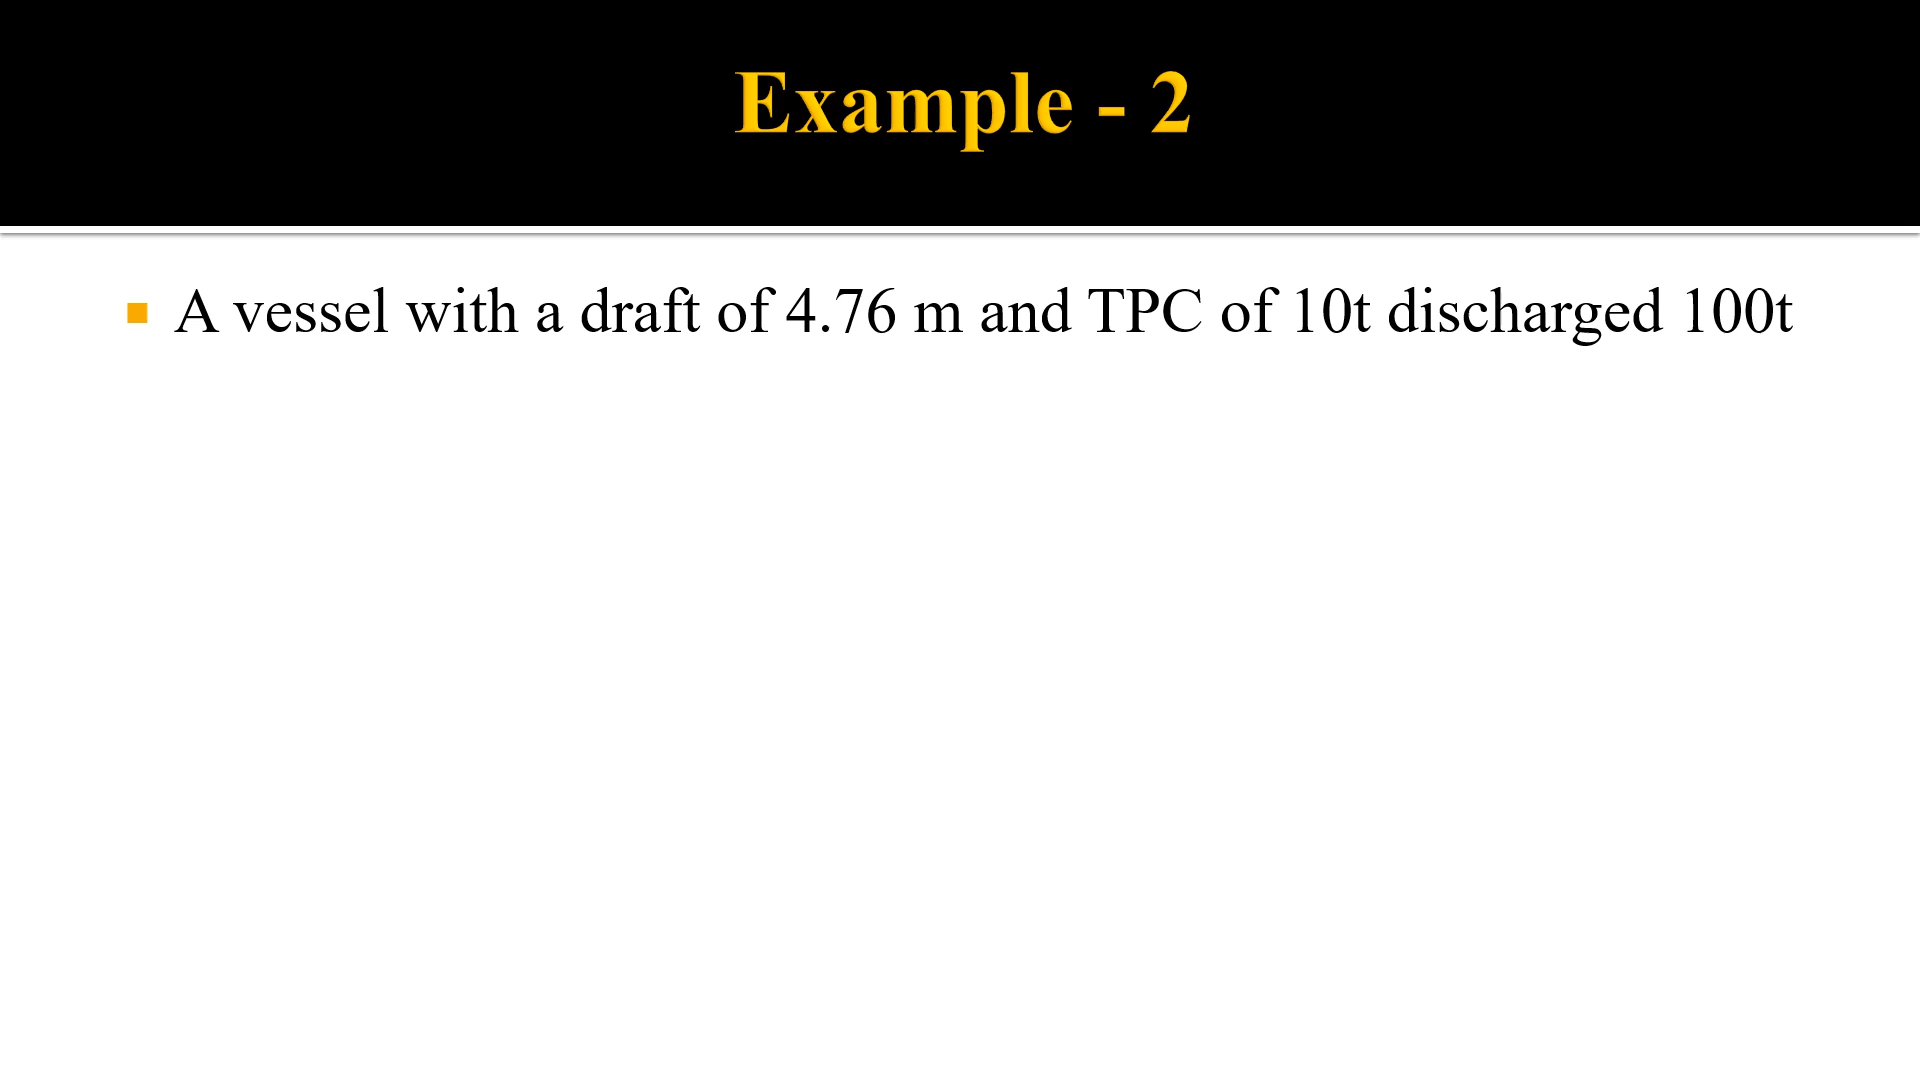 Example - 2
A vessel with a draft of 4.76 m and TPC of 10t discharged 100t